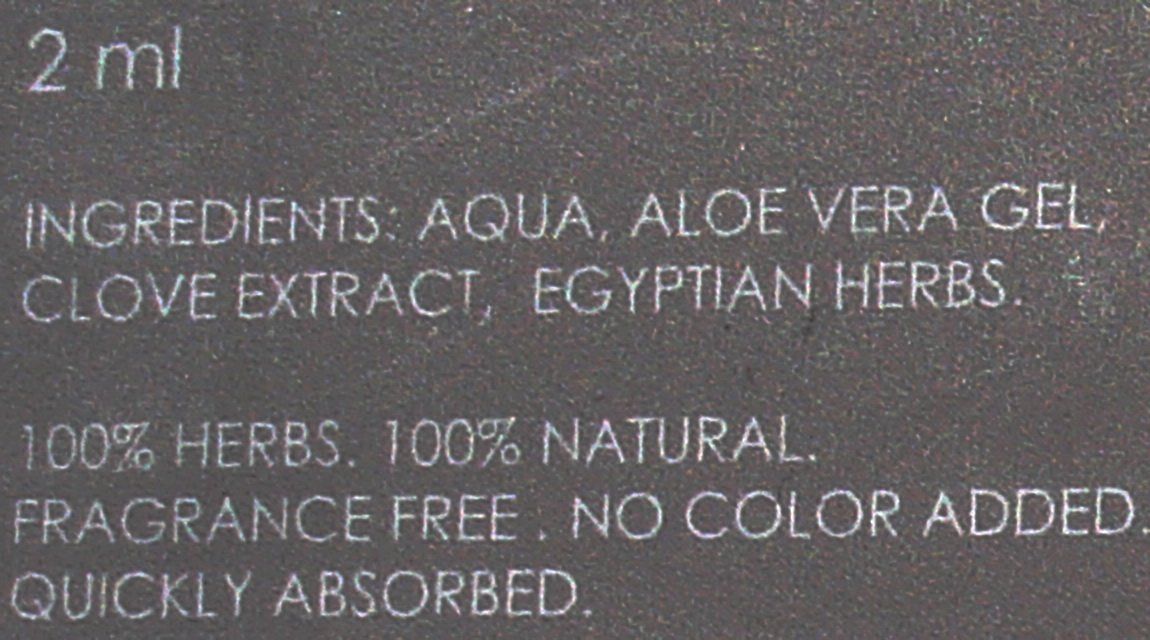 2 ml
INGREDIENTS: AQUA, ALOE VERA GEL,
CLOVE EXTRACT, EGYPTIAN HERBS.
100% HERBS. 100% NATURAL.
FRAGRANCE FREE . NO COLOR ADDED.
QUICKLY ABSORBED.